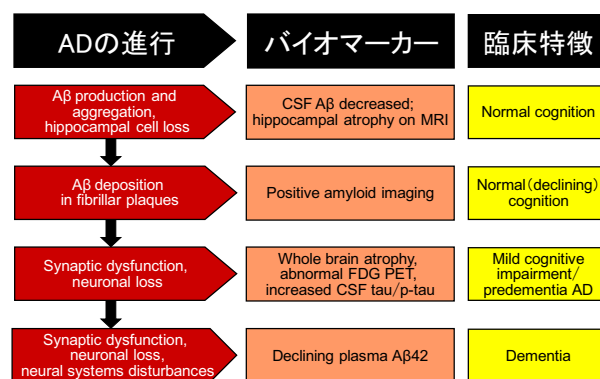 ADの進行
バイオマーカー
臨床特徴
Aβ production and
aggregation,
hippocampal cell loss
CSF Aβ decreased;
hippocampal atrophy on MRI
Normal cognition
Aβ deposition
in fibrillar plaques
Positive amyloid imaging
Normal(declining)
cognition
Synaptic dysfunction,
neuronal loss
Whole brain atrophy,
abnormal FDG PET,
increased CSF tau/p-tau
Mild cognitive
impairment/
predementia AD
Synaptic dysfunction,
neuronal loss,
neural systems disturbances
Declining plasma Aβ42
Dementia